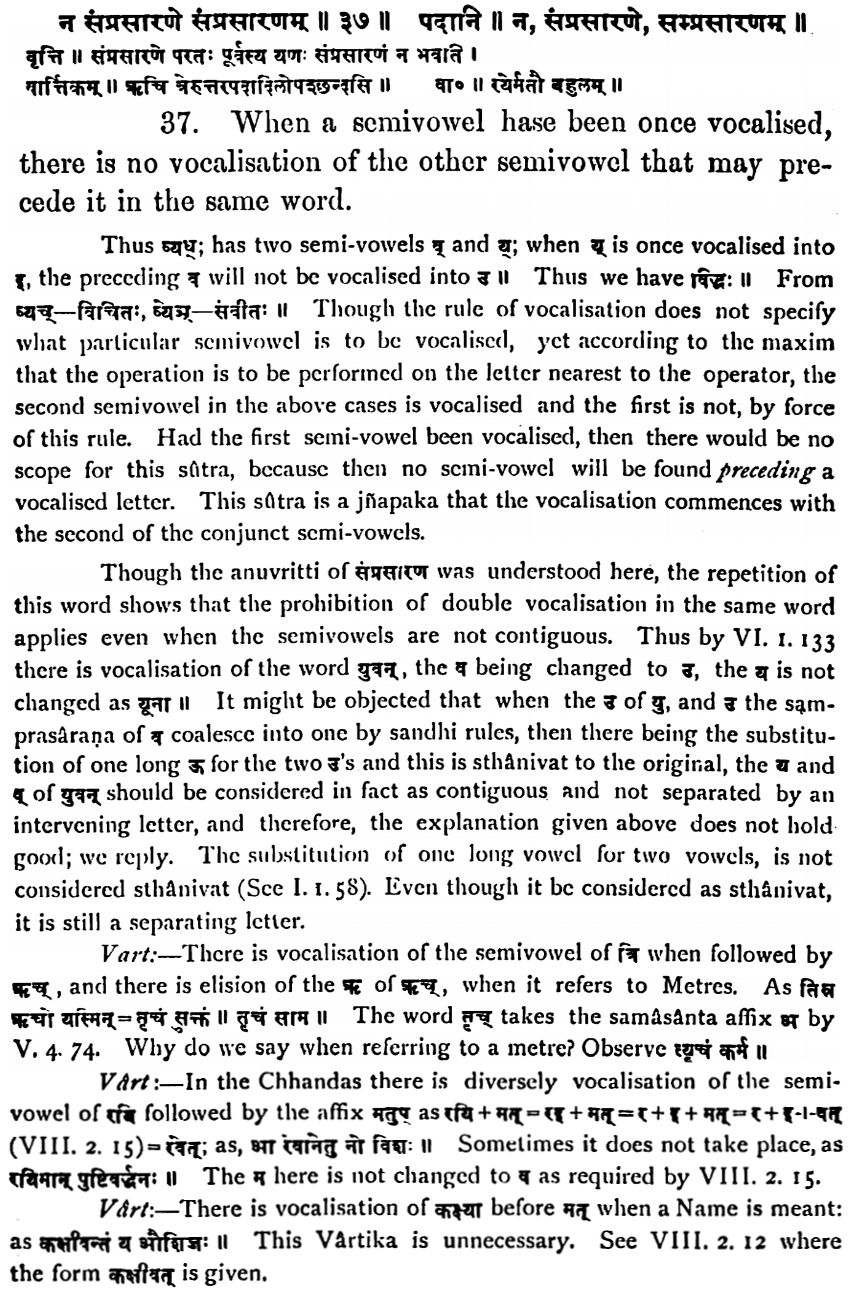 न संप्रसारणे संप्रसारणम् ॥ ३७ ॥ पदानि ॥ न, संप्रसारणे, सम्प्रसारणम् ॥
वृत्ति ॥ संप्रसारणे परतः पूर्वस्य यणः संप्रसारणं न भवति ।
वार्त्तिकम् ॥ ऋचि त्रेरुत्तरपदादिलोपश्छन्दसि ॥ वा० ॥ रयेर्मतौ बहुलम् ॥
37. When a semivowel hase been once vocalised,
there is no vocalisation of the other semivowel that may pre-
cede it in the same word.
Thus व्यध्; has two semi-vowels व् and य्; when य् is once vocalised into
इ, the preceding व will not be vocalised into उ ॥ Thus we have विद्धः ॥ From
व्यच्—विचितः, व्येञ्—संवीतः ॥ Though the rule of vocalisation does not specify
what particular semivowel is to be vocalised, yet according to the maxim
that the operation is to be performed on the letter nearest to the operator, the
second semivowel in the above cases is vocalised and the first is not, by force
of this rule. Had the first semi-vowel been vocalised, then there would be no
scope for this sûtra, because then no semi-vowel will be found preceding a
vocalised letter. This sûtra is a jñapaka that the vocalisation commences with
the second of the conjunct semi-vowels.
Though the anuvritti of संप्रसारण was understood here, the repetition of
this word shows that the prohibition of double vocalisation in the same word
applies even when the semivowels are not contiguous. Thus by VI. 1. 133
there is vocalisation of the word युवन्, the व being changed to उ, the य is not
changed as यूना ॥ It might be objected that when the उ of यु, and उ the sạm-
prasâraṇa of व् coalesce into one by sandhi rules, then there being the substitu-
tion of one long ऊ for the two उ's and this is sthânivat to the original, the य and
व् of युवन् should be considered in fact as contiguous and not separated by an
intervening letter, and therefore, the explanation given above does not hold
good; we reply. The substitution of one long vowel for two vowels, is not
considered sthânivat (See I. 1. 58). Even though it be considered as sthânivat,
it is still a separating letter.
Vart:—There is vocalisation of the semivowel of त्रि when followed by
ऋच्, and there is elision of the ऋ of ऋच्, when it refers to Metres. As तिस्र
ऋचो यस्मिन्=तृचं सुक्तं ॥ तृचं साम ॥ The word तृच् takes the samâsânta affix अ by
V. 4. 74. Why do we say when referring to a metre? Observe त्यृचं कर्म ॥
Vârt:—In the Chhandas there is diversely vocalisation of the semi-
vowel of रयि followed by the affix मतुप् as रयि+मत्=रइ+मत्=र+इ+मत्=र+इ-।-वत्
(VIII. 2. 15)=रेवत्; as, आ रेवानेतु नो विशः ॥ Sometimes it does not take place, as
रयिमान् पुष्टिवर्द्धनः ॥ The म here is not changed to व as required by VIII. 2. 15.
Vârt:—There is vocalisation of कक्ष्या before मत् when a Name is meant:
as कक्षीवन्तं य औशिजः ॥ This Vârtika is unnecessary. See VIII. 2. 12 where
the form कक्षीवत् is given.